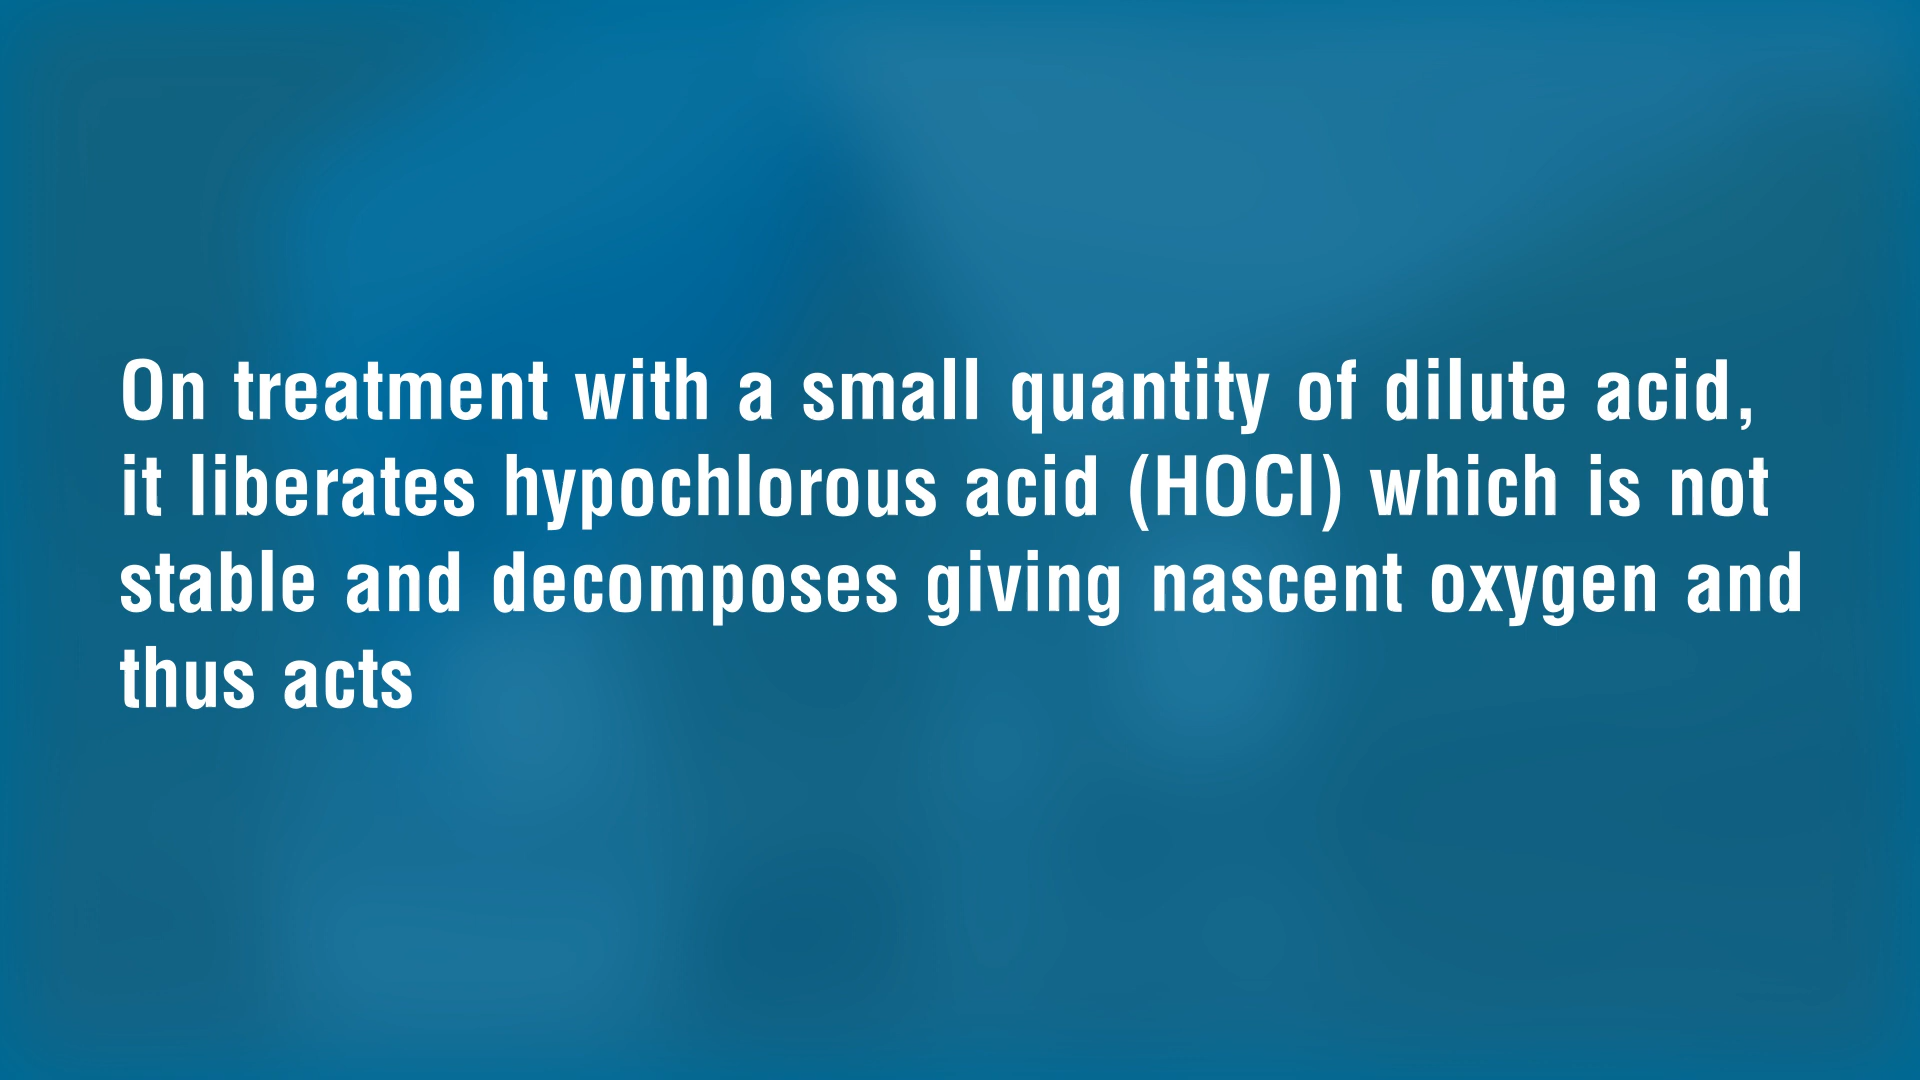 On treatment with a small quantity of dilute acid,
it liberates hypochlorous acid (HOCl) which is not
stable and decomposes giving nascent oxygen and
thus acts